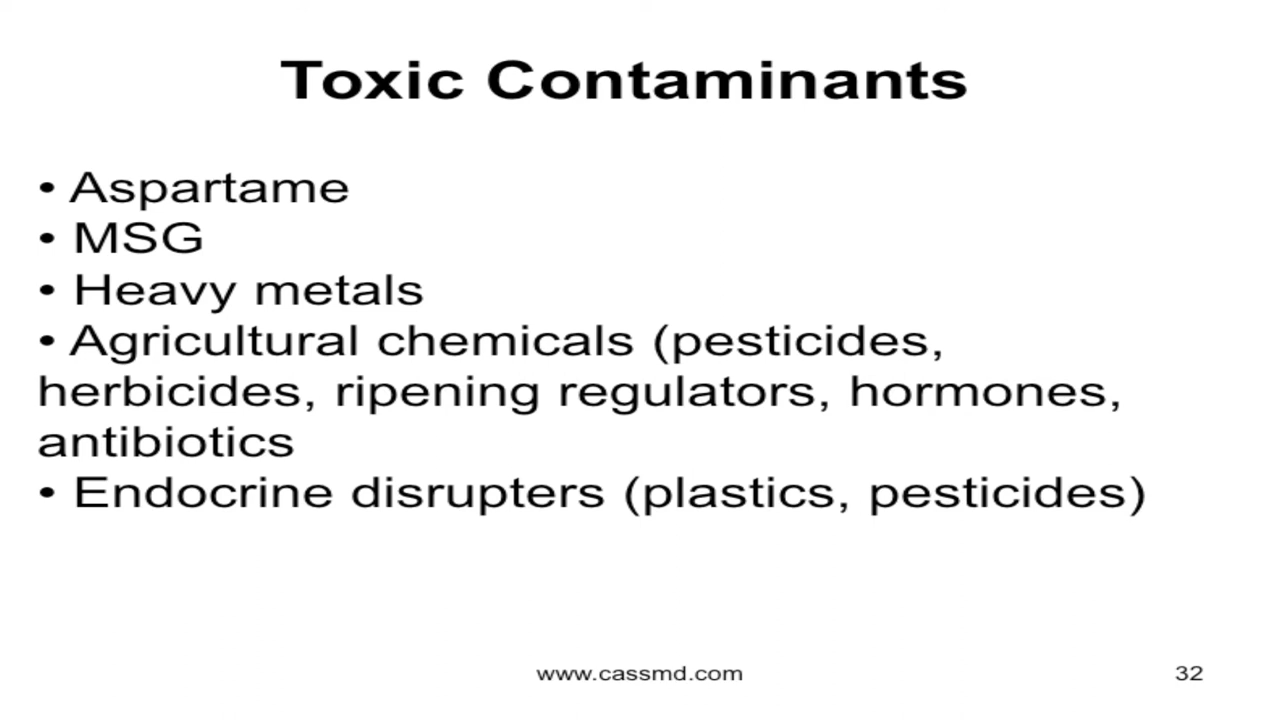 Toxic Contaminants
• Aspartame
• MSG
• Heavy metals
• Agricultural chemicals (pesticides,
herbicides, ripening regulators, hormones,
antibiotics
• Endocrine disrupters (plastics, pesticides)
www.cassmd.com
32